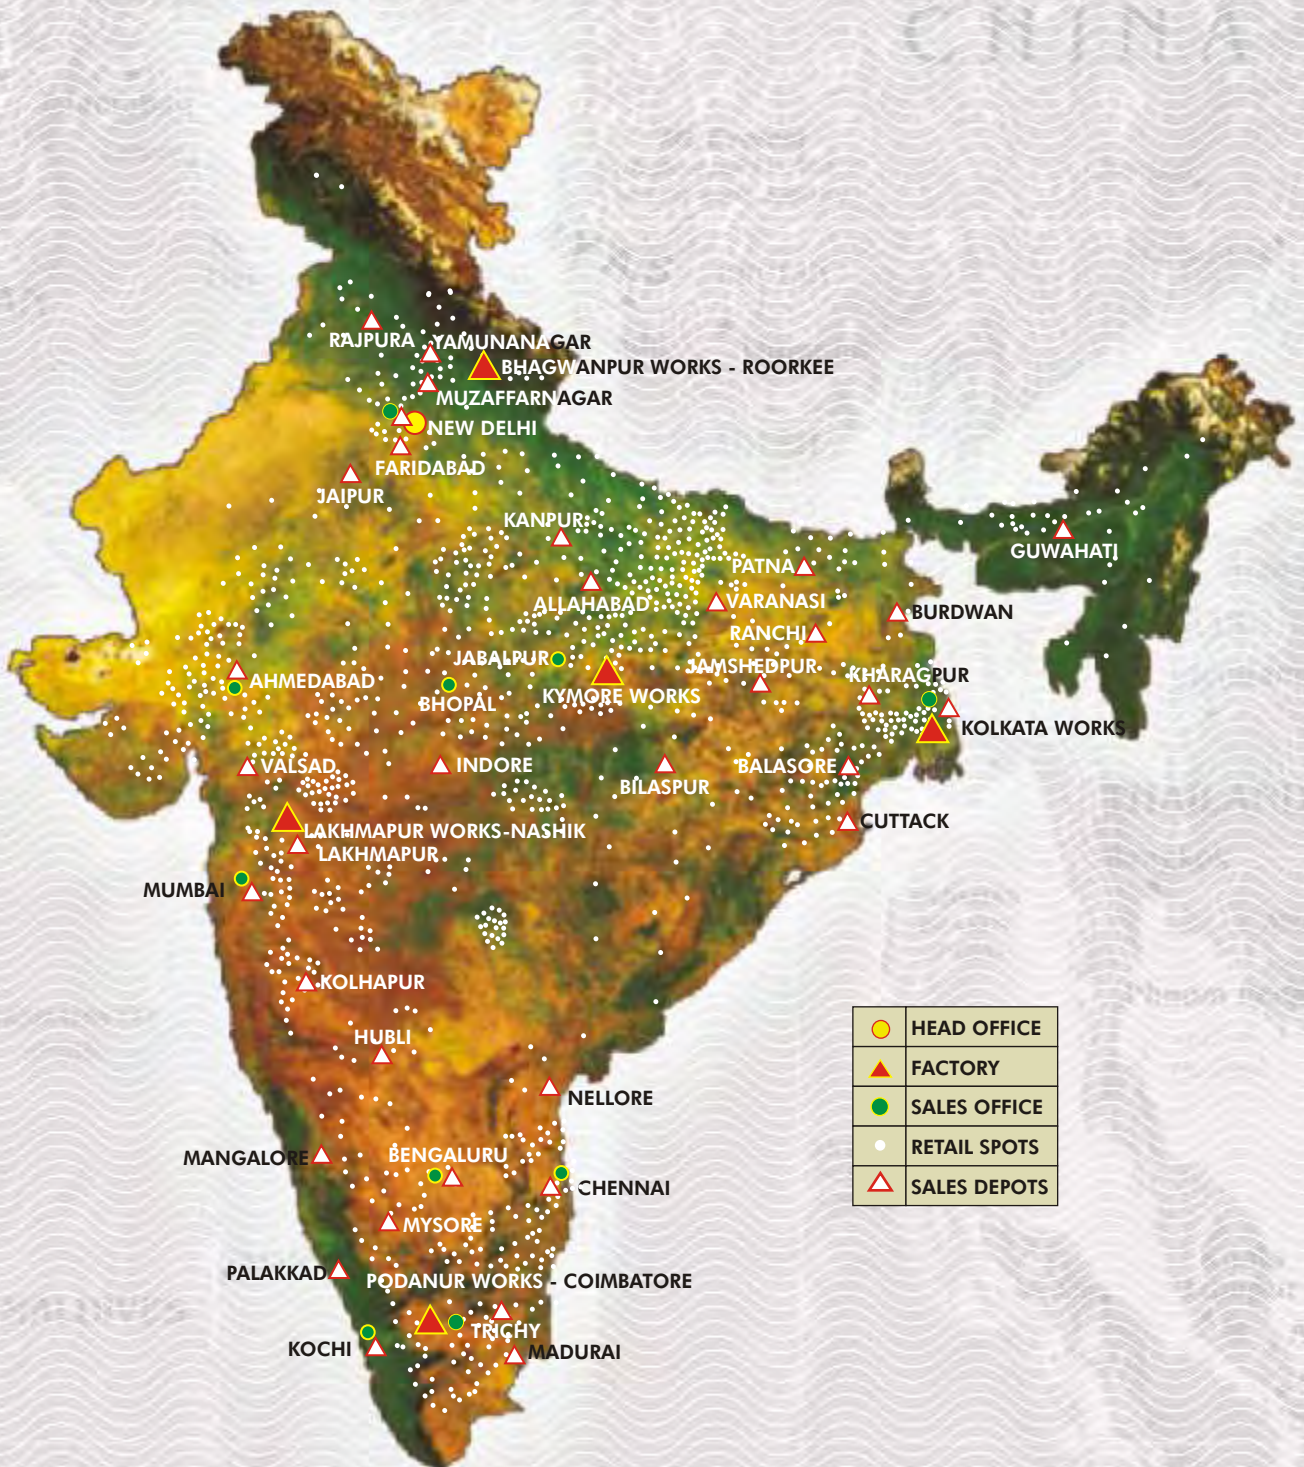 CHINA
RAJPURA
YAMUNANAGAR
BHAGWANPUR WORKS - ROORKEE
MUZAFFARNAGAR
NEW DELHI
FARIDABAD
JAIPUR
KANPUR
GUWAHATI
PATNA
ALLAHABAD
VARANASI
BURDWAN
RANCHI
JABALPUR
JAMSHEDPUR
KHARAGPUR
AHMEDABAD
KYMORE WORKS
BHOPAL
KOLKATA WORKS
VALSAD
INDORE
BALASORE
BILASPUR
CUTTACK
LAKHMAPUR WORKS-NASHIK
LAKHMAPUR
MUMBAI
KOLHAPUR
HUBLI
NELLORE
MANGALORE
BENGALURU
CHENNAI
MYSORE
PALAKKAD
PODANUR WORKS - COIMBATORE
TRICHY
KOCHI
MADURAI
HEAD OFFICE
FACTORY
SALES OFFICE
RETAIL SPOTS
SALES DEPOTS